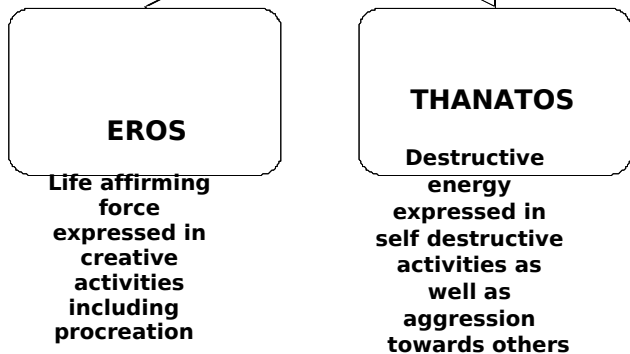 EROS
Life affirming
force
expressed in
creative
activities
including
procreation
THANATOS
Destructive
energy
expressed in
self destructive
activities as
well as
aggression
towards others